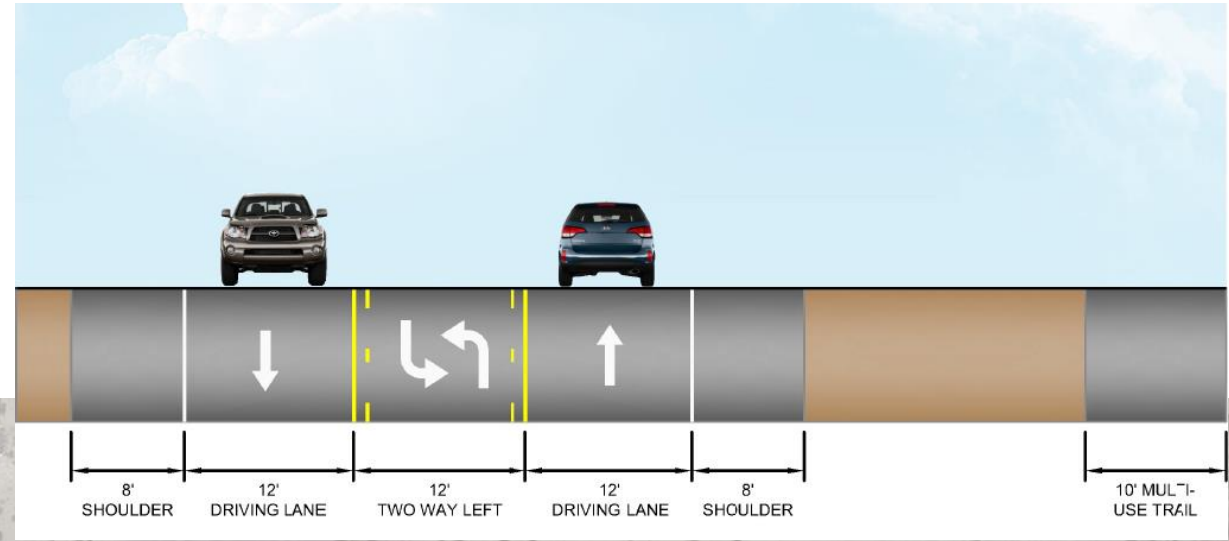 8'
SHOULDER
12'
DRIVING LANE
12'
TWO WAY LEFT
12'
DRIVING LANE
8'
SHOULDER
10' MULTI-
USE TRAIL